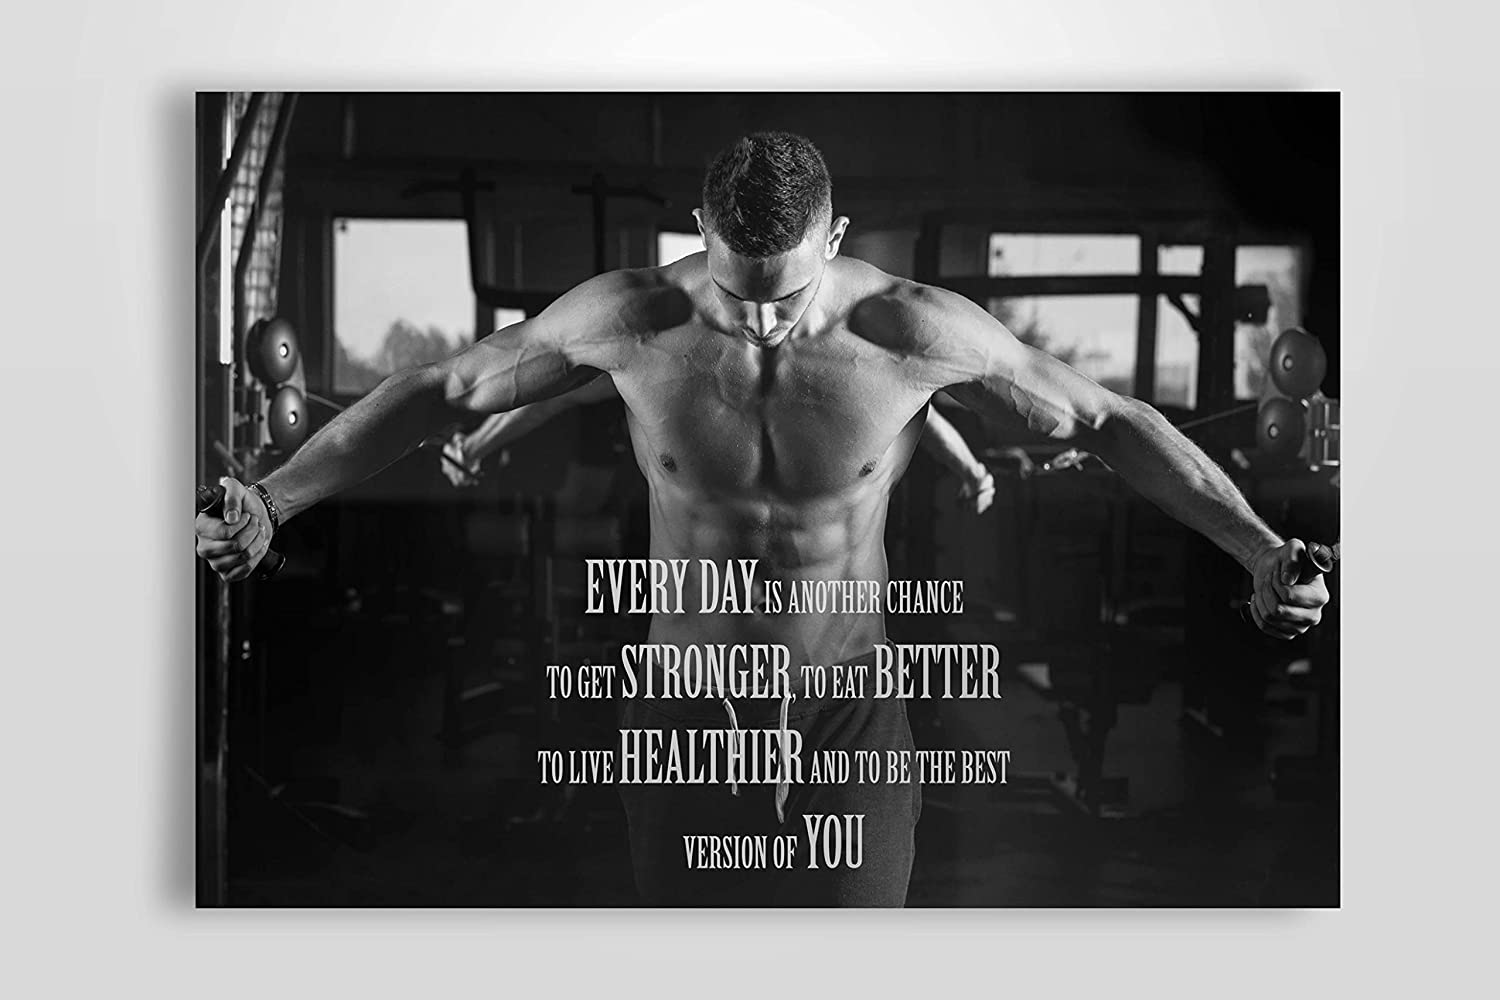 EVERY DAY IS ANOTHER CHANCE
TO GET STRONGER, TO EAT BETTER
TO LIVE HEALTHIER AND TO BE THE BEST
VERSION OF YOU